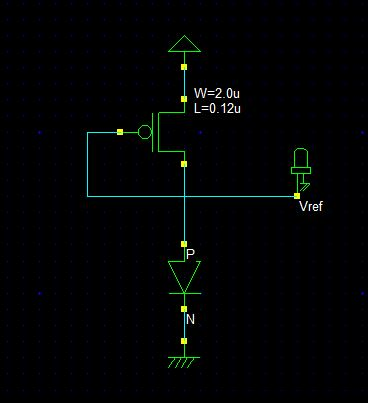 W=2.0u
L=0.12u
Vref
P
N